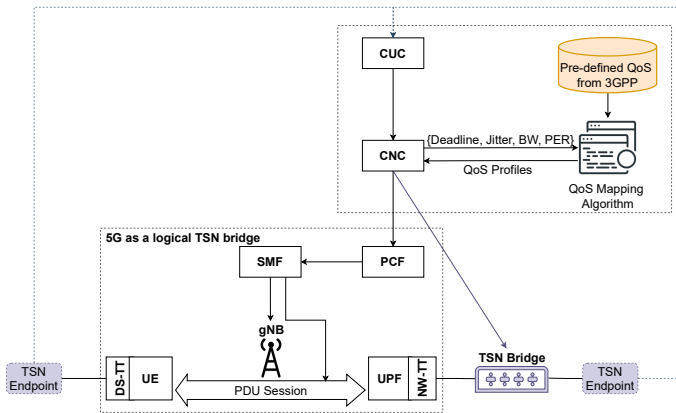 CUC
Pre-defined QoS
from 3GPP
CNC
{Deadline, Jitter, BW, PER}
QoS Profiles
QoS Mapping
Algorithm
5G as a logical TSN bridge
SMF
PCF
gNB
TSN
Endpoint
DS-TT
UE
PDU Session
UPF
NW-TT
TSN Bridge
TSN
Endpoint